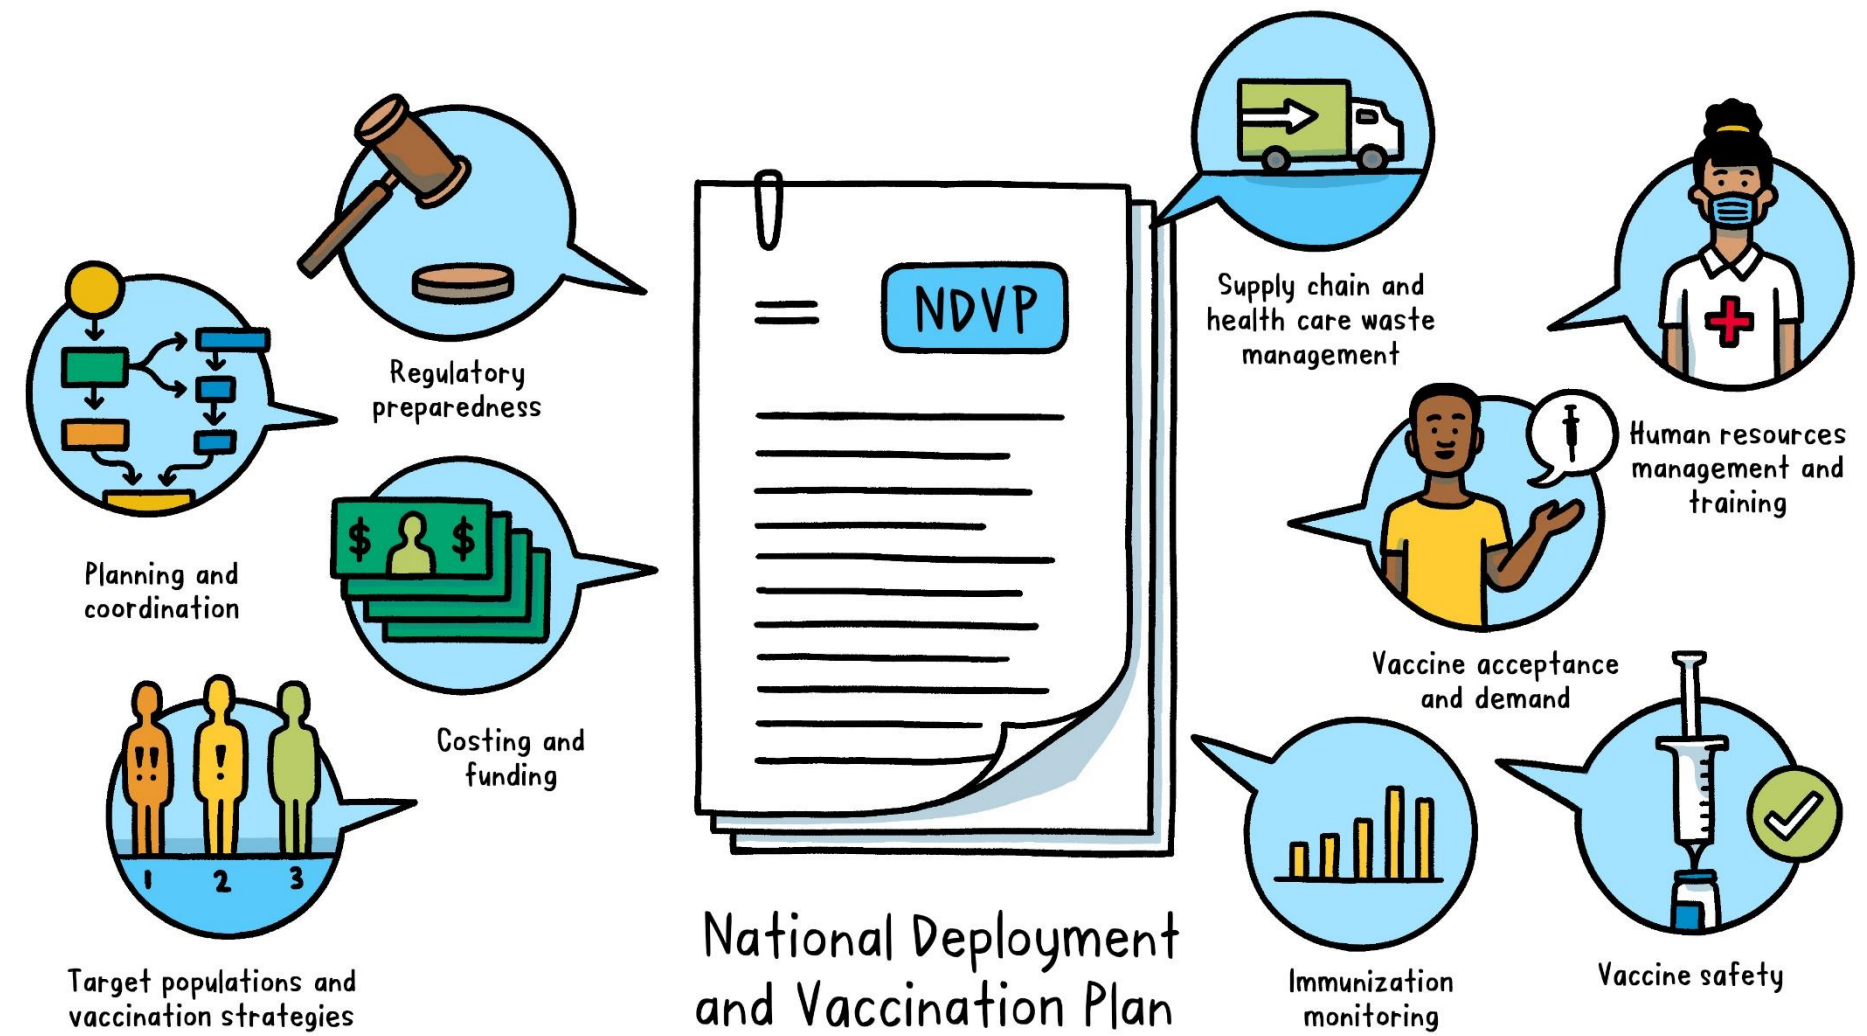 Regulatory
preparedness
Planning and
coordination
$ $
Costing and
funding
!! !
1 2 3
Target populations and
vaccination strategies
NDVP
National Deployment
and Vaccination Plan
Supply chain and
health care waste
management
Human resources
management and
training
Vaccine acceptance
and demand
Immunization
monitoring
Vaccine safety